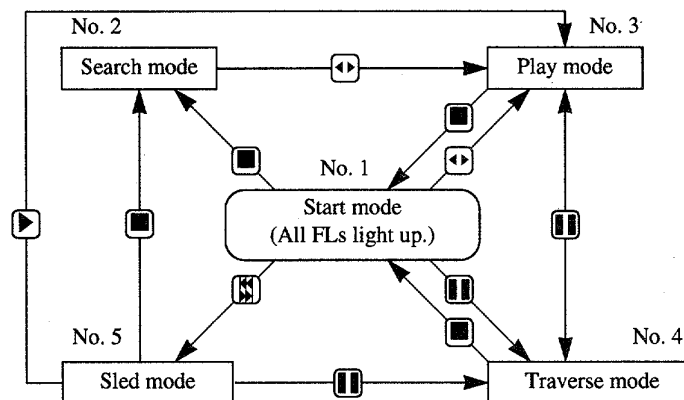 No. 2
No. 3
Search mode
Play mode
No. 1
Start mode
(All FLs light up.)
No. 5
No. 4
Sled mode
Traverse mode